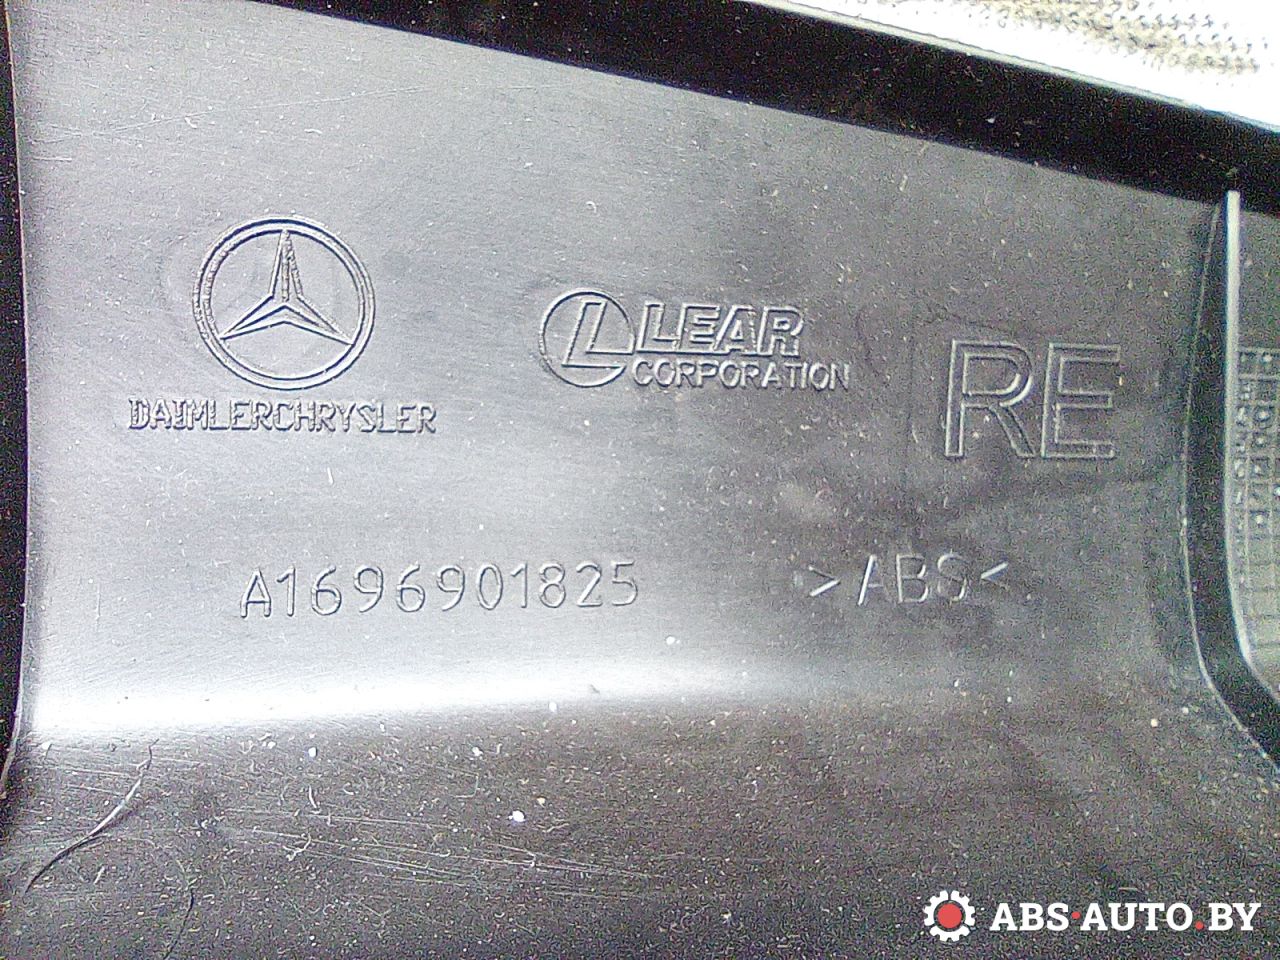 DAIMLERCHRYSLER
LEAR
CORPORATION
RE
A1696901825
>ABS<
ABS·AUTO.BY